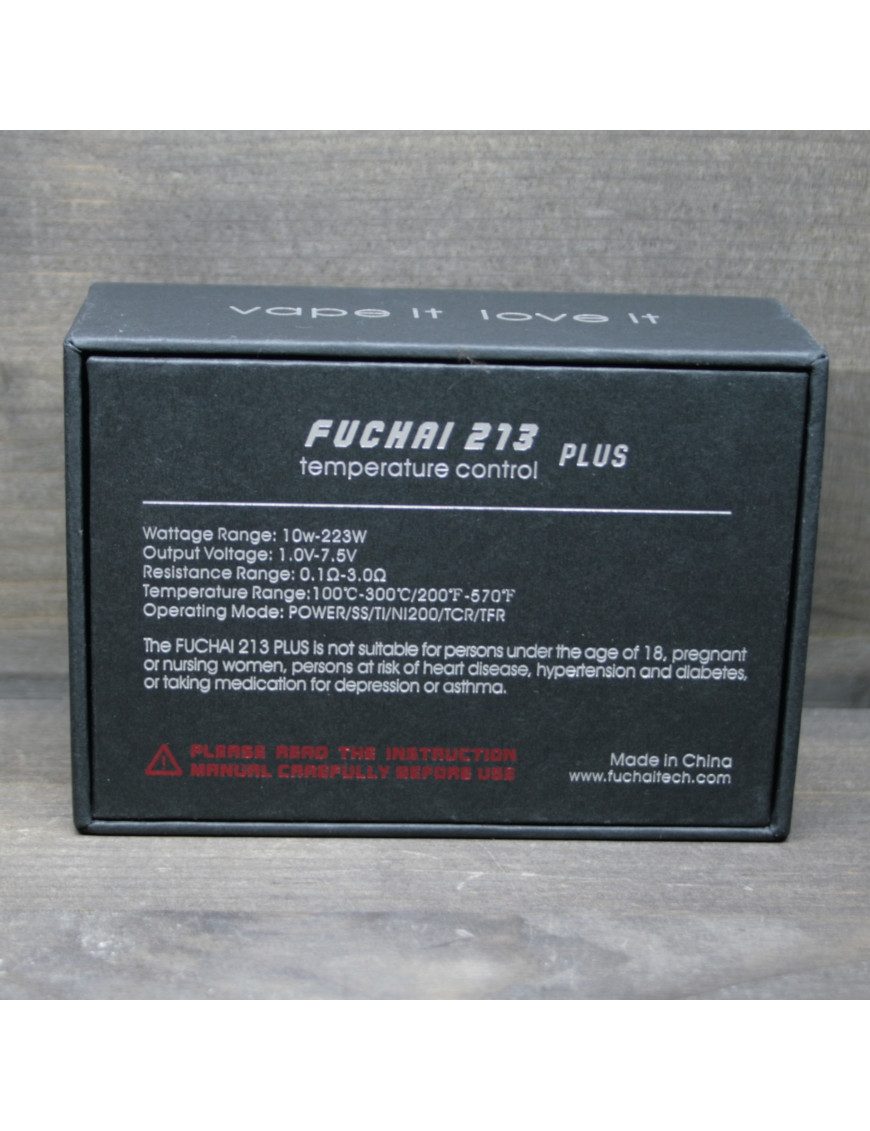 vape it love it
FUCHAI 213 PLUS
temperature control
Wattage Range: 10w-223W
Output Voltage: 1.0V-7.5V
Resistance Range: 0.1Ω-3.0Ω
Temperature Range:100℃-300℃/200℉-570℉
Operating Mode: POWER/SS/TI/NI200/TCR/TFR
The FUCHAI 213 PLUS is not suitable for persons under the age of 18, pregnant
or nursing women, persons at risk of heart disease, hypertension and diabetes,
or taking medication for depression or asthma.
PLEASE READ THE INSTRUCTION
MANUAL CAREFULLY BEFORE USE
Made in China
www.fuchaitech.com